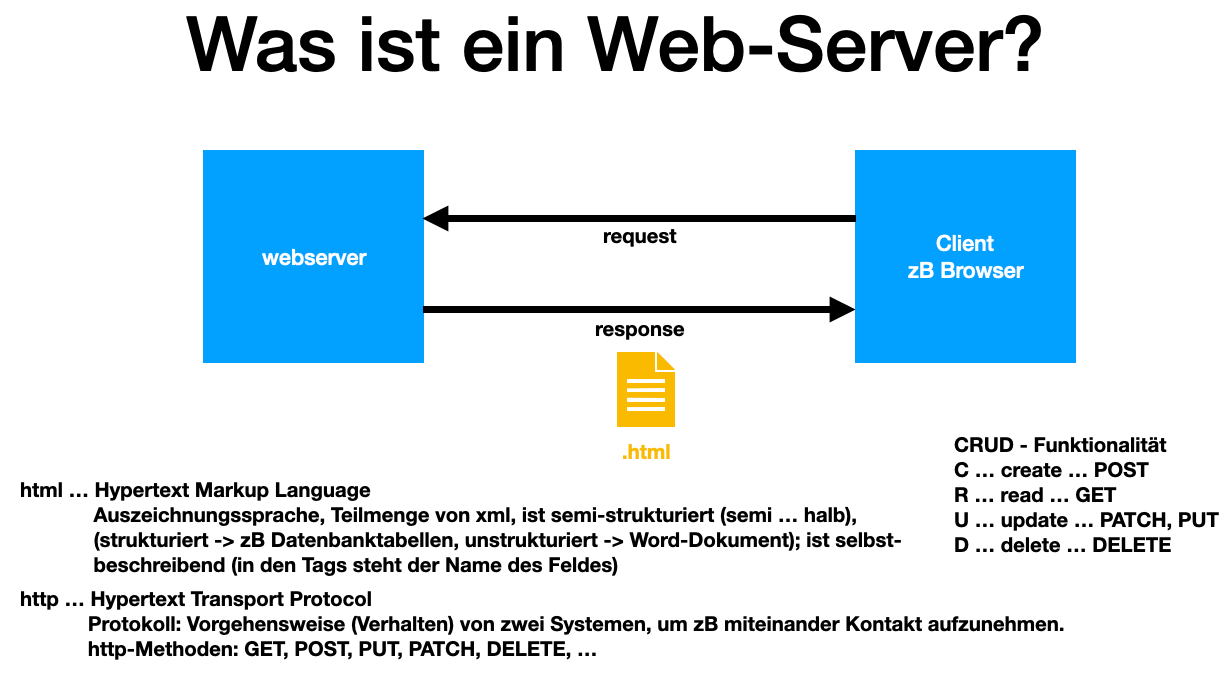 Was ist ein Web-Server?
webserver
request
Client
zB Browser
response
.html
CRUD - Funktionalität
C … create … POST
R … read … GET
U … update … PATCH, PUT
D … delete … DELETE
html … Hypertext Markup Language
Auszeichnungssprache, Teilmenge von xml, ist semi-strukturiert (semi … halb),
(strukturiert -> zB Datenbanktabellen, unstrukturiert -> Word-Dokument); ist selbst-
beschreibend (in den Tags steht der Name des Feldes)
http … Hypertext Transport Protocol
Protokoll: Vorgehensweise (Verhalten) von zwei Systemen, um zB miteinander Kontakt aufzunehmen.
http-Methoden: GET, POST, PUT, PATCH, DELETE, …